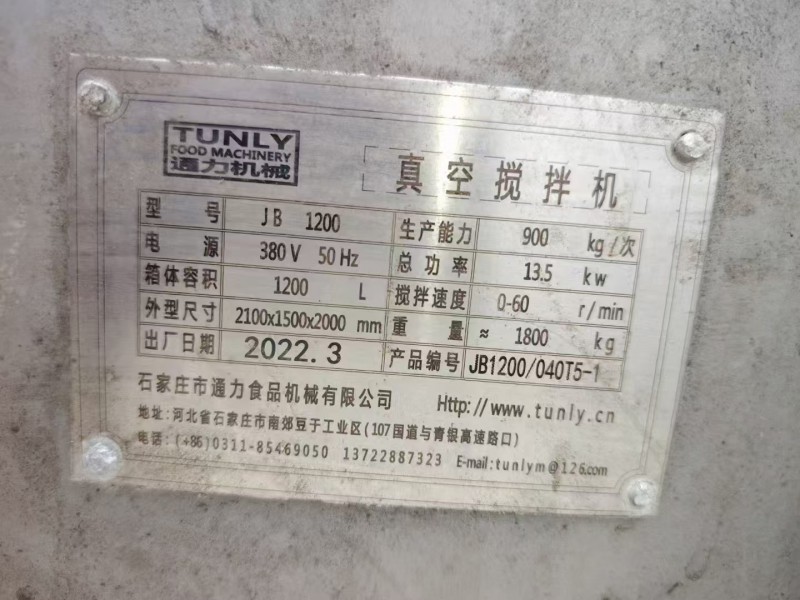 TUNLY
FOOD MACHINERY
通力机械
真空搅拌机
型号 JB 1200 生产能力 900 kg/次
电源 380V 50Hz 总功率 13.5 kw
箱体容积 1200 L 搅拌速度 0-60 r/min
外型尺寸 2100x1500x2000 mm 重量 ≈ 1800 kg
出厂日期 2022.3 产品编号 JB1200/040T5-1
石家庄市通力食品机械有限公司 Http://www.tunly.cn
地址:河北省石家庄市南郊豆于工业区(107国道与青银高速路口)
电话:(+86)0311-85469050 13722887323 E-mail:tunlym@126.com